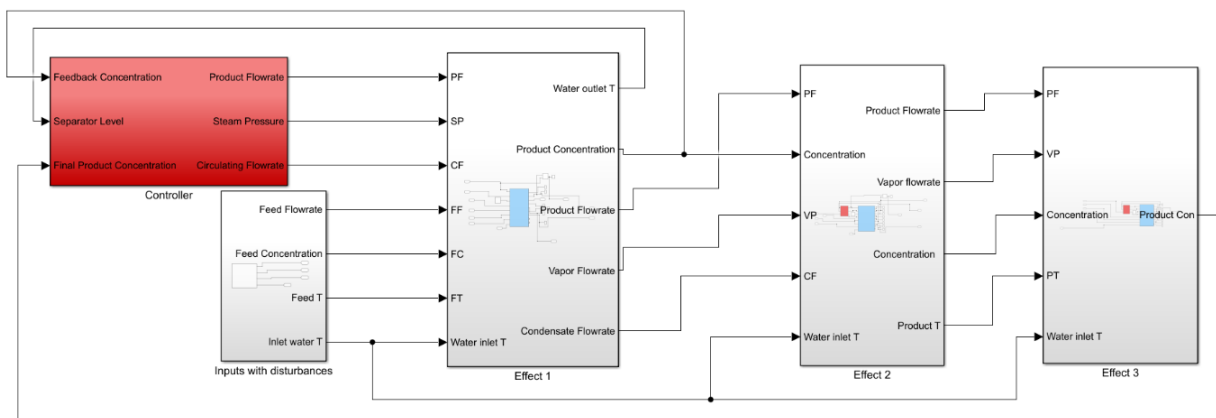 Feedback Concentration
Separator Level
Final Product Concentration
Product Flowrate
Steam Pressure
Circulating Flowrate
Controller
Feed Flowrate
Feed Concentration
Feed T
Inlet water T
Inputs with disturbances
PF
SP
CF
FF
FC
FT
Water inlet T
Water outlet T
Product Concentration
Product Flowrate
Vapor Flowrate
Condensate Flowrate
Effect 1
PF
Concentration
VP
CF
Water inlet T
Product Flowrate
Vapor flowrate
Concentration
Product T
Effect 2
PF
VP
Concentration
PT
Water inlet T
Product Con
Effect 3